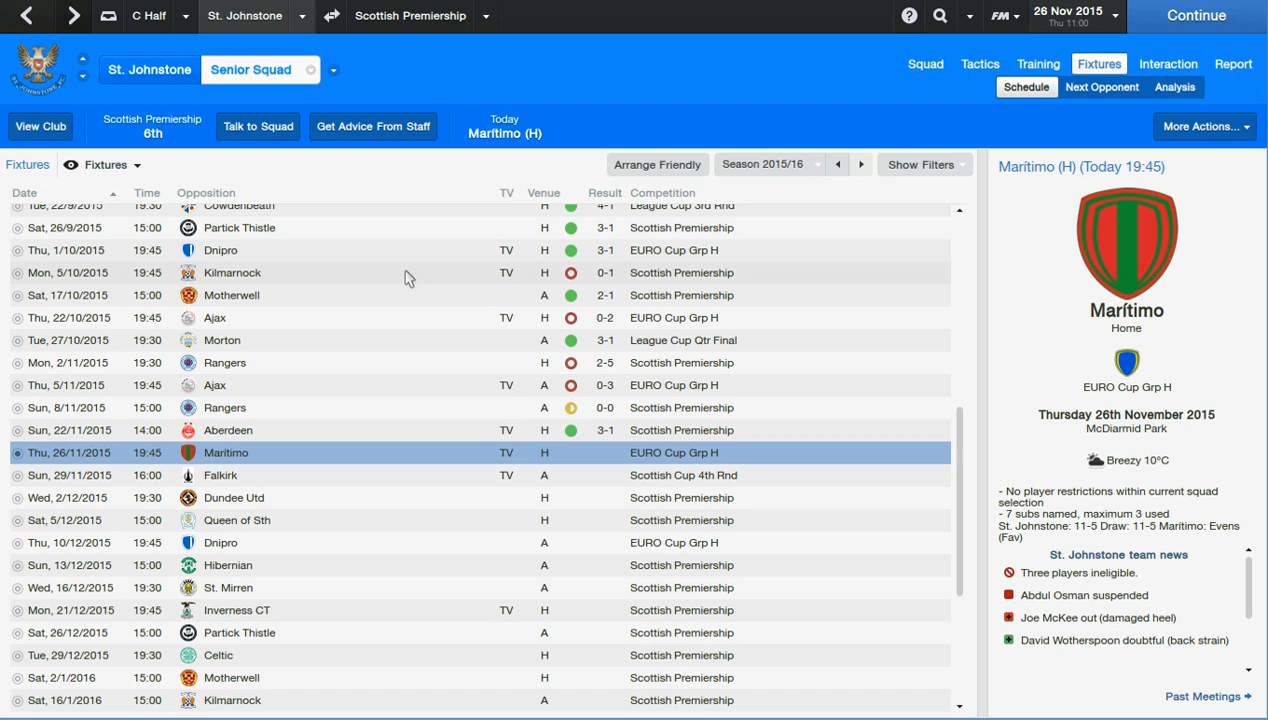 C Half St. Johnstone Scottish Premiership ? FM 26 Nov 2015 Thu 11:00 Continue
St. Johnstone Senior Squad Squad Tactics Training Fixtures Interaction Report
Schedule Next Opponent Analysis
View Club Scottish Premiership 6th Talk to Squad Get Advice From Staff Today Marítimo (H) More Actions...
Fixtures Fixtures Arrange Friendly Season 2015/16 Show Filters
Date Time Opposition TV Venue Result Competition
Tue, 22/9/2015 19:30 Cowdenbeath H 4-1 League Cup 3rd Rnd
Sat, 26/9/2015 15:00 Partick Thistle H 3-1 Scottish Premiership
Thu, 1/10/2015 19:45 Dnipro TV H 3-1 EURO Cup Grp H
Mon, 5/10/2015 19:45 Kilmarnock TV H 0-1 Scottish Premiership
Sat, 17/10/2015 15:00 Motherwell A 2-1 Scottish Premiership
Thu, 22/10/2015 19:45 Ajax TV H 0-2 EURO Cup Grp H
Tue, 27/10/2015 19:30 Morton A 3-1 League Cup Qtr Final
Mon, 2/11/2015 19:30 Rangers H 2-5 Scottish Premiership
Thu, 5/11/2015 19:45 Ajax TV A 0-3 EURO Cup Grp H
Sun, 8/11/2015 15:00 Rangers A 0-0 Scottish Premiership
Sun, 22/11/2015 14:00 Aberdeen TV H 3-1 Scottish Premiership
Thu, 26/11/2015 19:45 Marítimo TV H EURO Cup Grp H
Sun, 29/11/2015 16:00 Falkirk TV A Scottish Cup 4th Rnd
Wed, 2/12/2015 19:30 Dundee Utd H Scottish Premiership
Sat, 5/12/2015 15:00 Queen of Sth H Scottish Premiership
Thu, 10/12/2015 19:45 Dnipro A EURO Cup Grp H
Sun, 13/12/2015 15:00 Hibernian A Scottish Premiership
Wed, 16/12/2015 19:30 St. Mirren A Scottish Premiership
Mon, 21/12/2015 19:45 Inverness CT TV H Scottish Premiership
Sat, 26/12/2015 15:00 Partick Thistle A Scottish Premiership
Tue, 29/12/2015 19:30 Celtic H Scottish Premiership
Sat, 2/1/2016 15:00 Motherwell H Scottish Premiership
Sat, 16/1/2016 15:00 Kilmarnock A Scottish Premiership
Marítimo (H) (Today 19:45)
Marítimo
Home
EURO Cup Grp H
Thursday 26th November 2015
McDiarmid Park
Breezy 10°C
- No player restrictions within current squad
selection
- 7 subs named, maximum 3 used
St. Johnstone: 11-5 Draw: 11-5 Marítimo: Evens
(Fav)
St. Johnstone team news
Three players ineligible.
Abdul Osman suspended
Joe McKee out (damaged heel)
David Wotherspoon doubtful (back strain)
Past Meetings